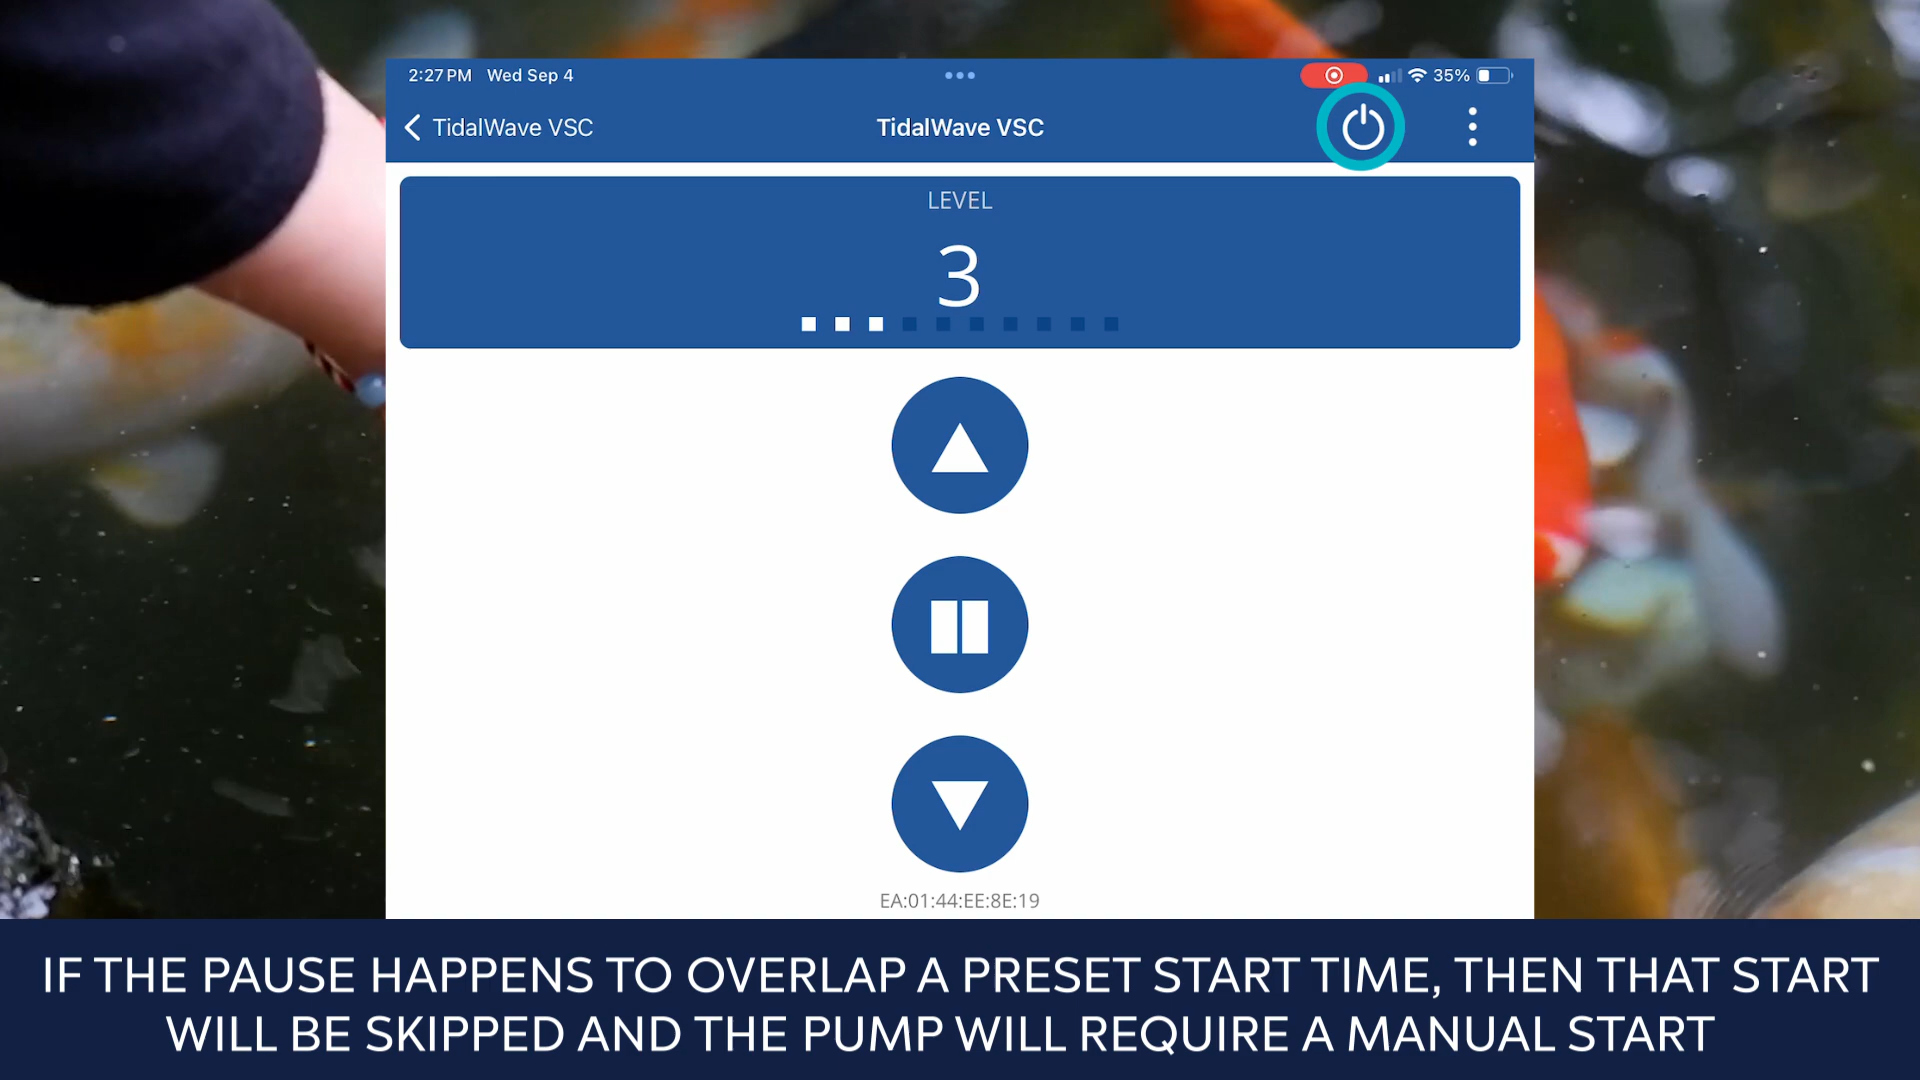 2:27 PM Wed Sep 4
35%
TidalWave VSC
TidalWave VSC
LEVEL
3
EA:01:44:EE:8E:19
IF THE PAUSE HAPPENS TO OVERLAP A PRESET START TIME, THEN THAT START
WILL BE SKIPPED AND THE PUMP WILL REQUIRE A MANUAL START